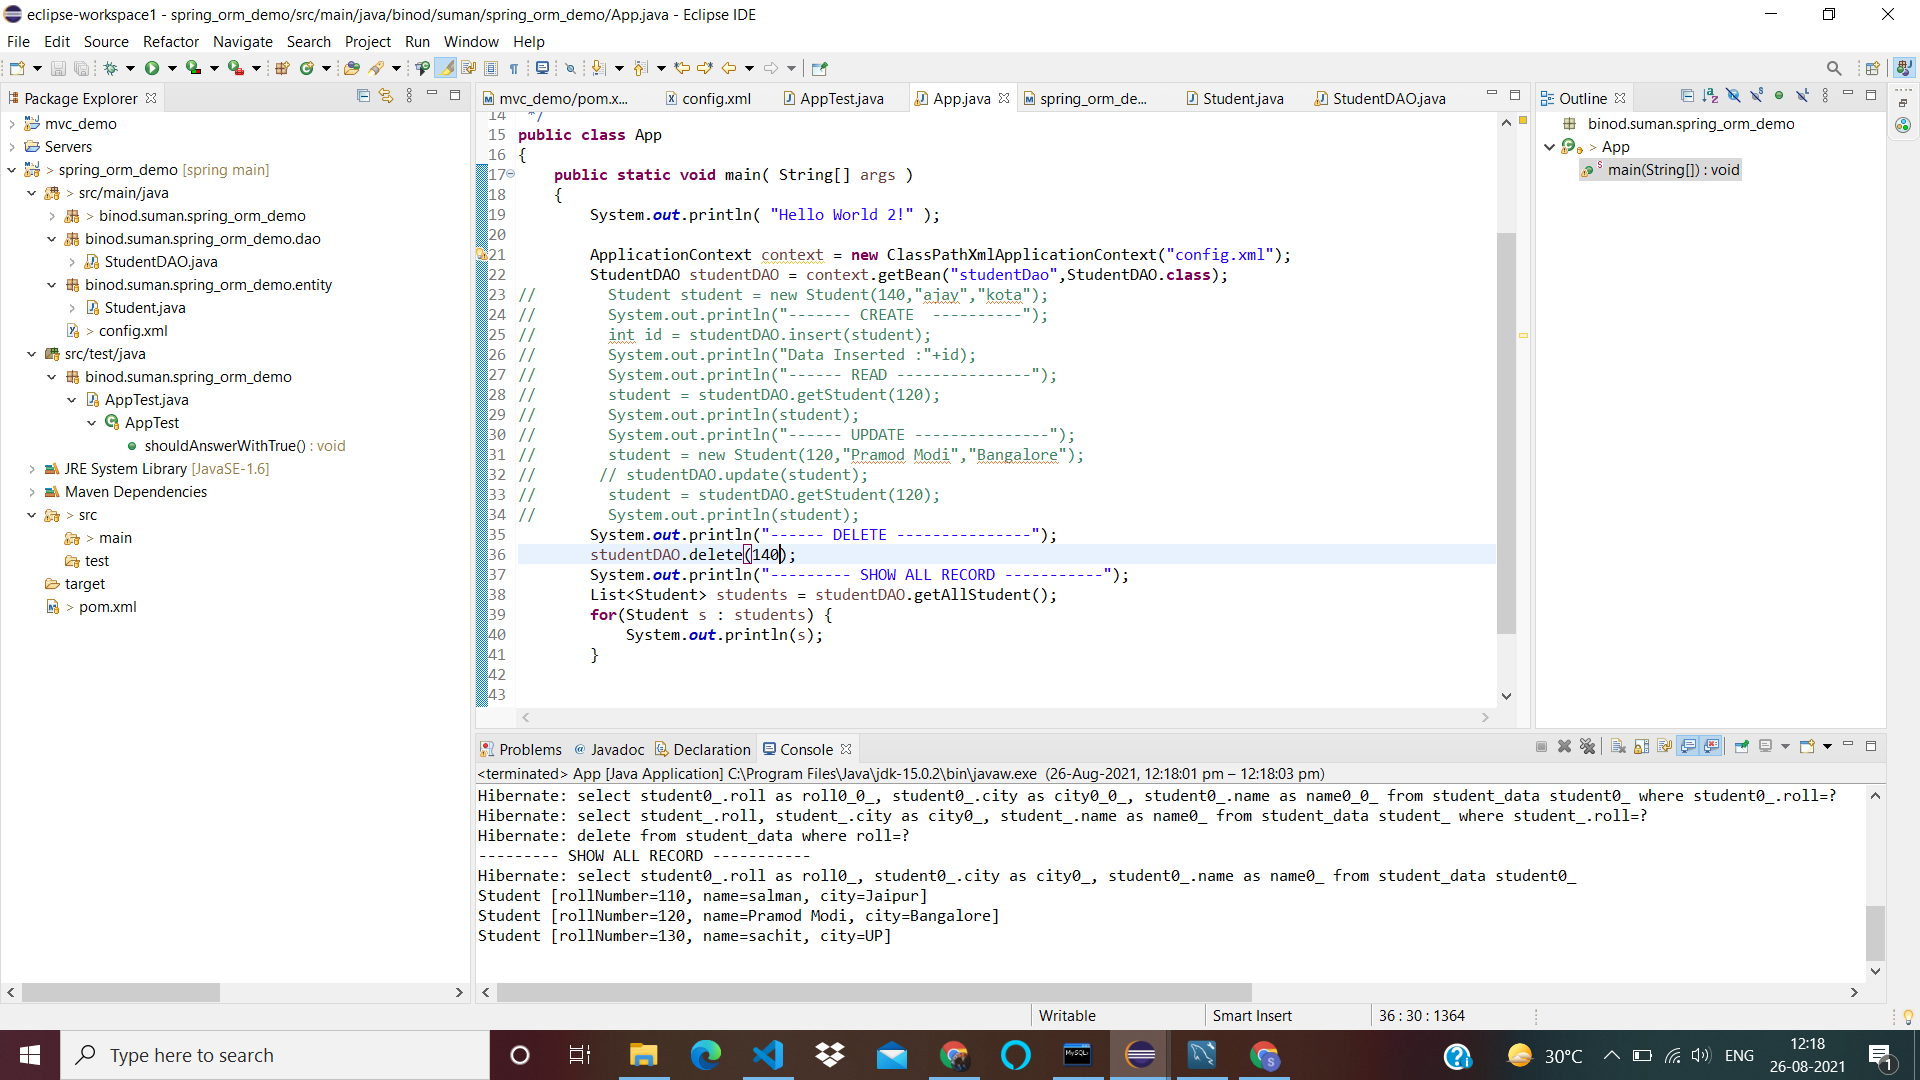 eclipse-workspace1 - spring_orm_demo/src/main/java/binod/suman/spring_orm_demo/App.java - Eclipse IDE
File Edit Source Refactor Navigate Search Project Run Window Help
Package Explorer
mvc_demo
Servers
> spring_orm_demo [spring main]
> src/main/java
> binod.suman.spring_orm_demo
binod.suman.spring_orm_demo.dao
StudentDAO.java
binod.suman.spring_orm_demo.entity
Student.java
> config.xml
src/test/java
binod.suman.spring_orm_demo
AppTest.java
AppTest
shouldAnswerWithTrue() : void
JRE System Library [JavaSE-1.6]
Maven Dependencies
> src
> main
test
target
> pom.xml
mvc_demo/pom.x... config.xml AppTest.java App.java spring_orm_de... Student.java StudentDAO.java
14 */
15 public class App
16 {
17 public static void main( String[] args )
18 {
19 System.out.println( "Hello World 2!" );
20
21 ApplicationContext context = new ClassPathXmlApplicationContext("config.xml");
22 StudentDAO studentDAO = context.getBean("studentDao",StudentDAO.class);
23 // Student student = new Student(140,"ajay","kota");
24 // System.out.println("------- CREATE ----------");
25 // int id = studentDAO.insert(student);
26 // System.out.println("Data Inserted :"+id);
27 // System.out.println("------ READ ---------------");
28 // student = studentDAO.getStudent(120);
29 // System.out.println(student);
30 // System.out.println("------ UPDATE ---------------");
31 // student = new Student(120,"Pramod Modi","Bangalore");
32 // // studentDAO.update(student);
33 // student = studentDAO.getStudent(120);
34 // System.out.println(student);
35 System.out.println("------ DELETE ---------------");
36 studentDAO.delete(140);
37 System.out.println("--------- SHOW ALL RECORD -----------");
38 List<Student> students = studentDAO.getAllStudent();
39 for(Student s : students) {
40 System.out.println(s);
41 }
42
43
Outline
binod.suman.spring_orm_demo
> App
S main(String[]) : void
Problems @ Javadoc Declaration Console
<terminated> App [Java Application] C:\Program Files\Java\jdk-15.0.2\bin\javaw.exe (26-Aug-2021, 12:18:01 pm – 12:18:03 pm)
Hibernate: select student0_.roll as roll0_0_, student0_.city as city0_0_, student0_.name as name0_0_ from student_data student0_ where student0_.roll=?
Hibernate: select student_.roll, student_.city as city0_, student_.name as name0_ from student_data student_ where student_.roll=?
Hibernate: delete from student_data where roll=?
--------- SHOW ALL RECORD -----------
Hibernate: select student0_.roll as roll0_, student0_.city as city0_, student0_.name as name0_ from student_data student0_
Student [rollNumber=110, name=salman, city=Jaipur]
Student [rollNumber=120, name=Pramod Modi, city=Bangalore]
Student [rollNumber=130, name=sachit, city=UP]
Writable Smart Insert 36 : 30 : 1364
Type here to search
MySQL
S
30°C
ENG
12:18
26-08-2021
1